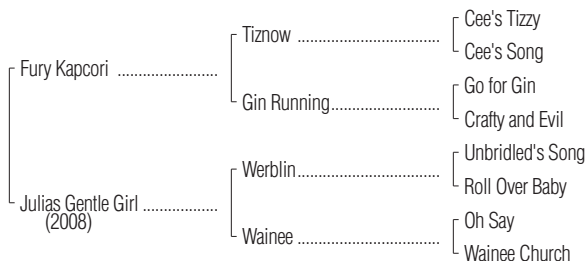 Cee's Tizzy
Tiznow
Cee's Song
Fury Kapcori
Go for Gin
Gin Running
Crafty and Evil
Unbridled's Song
Werblin
Roll Over Baby
Julias Gentle Girl
(2008)
Oh Say
Wainee
Wainee Church